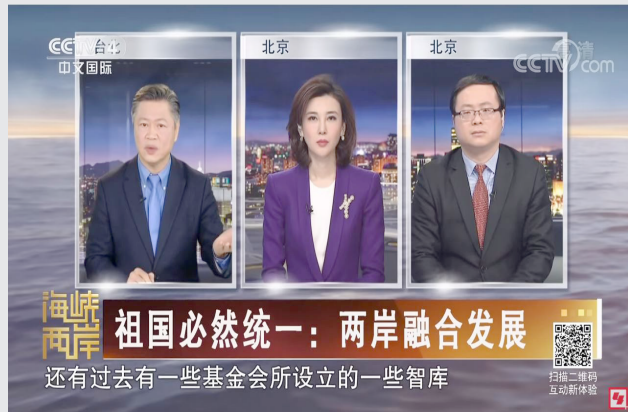 CCTV 4
中文国际
台北
北京
北京
CCTV.com
海峡
两岸
祖国必然统一：两岸融合发展
扫描二维码
互动新体验
还有过去有一些基金会所设立的一些智库